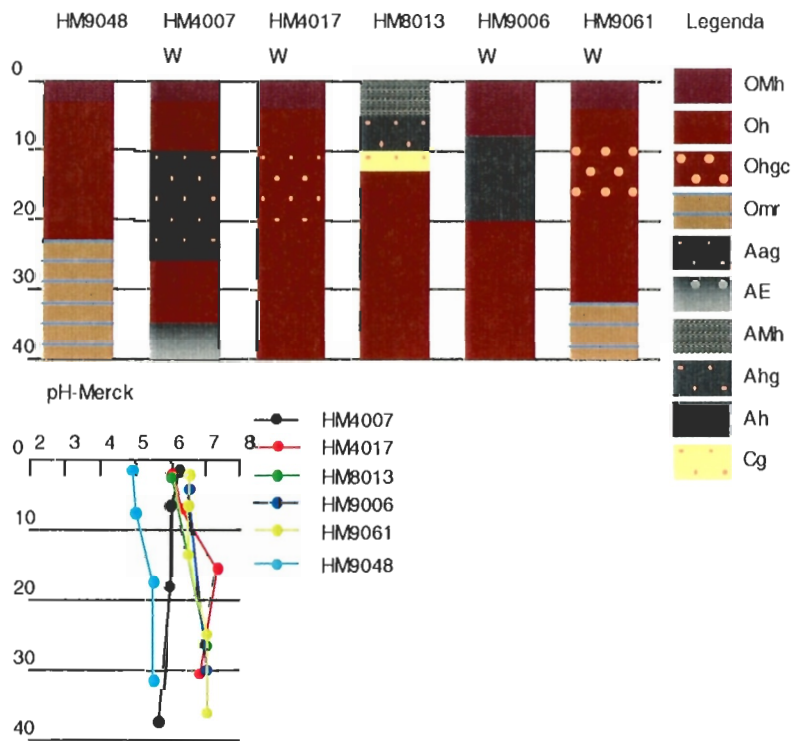 HM9048 HM4007 HM4017 HM8013 HM9006 HM9061 Legenda
W W W W
0
10
20
30
40
OMh
Oh
Ohgc
Omr
Aag
AE
AMh
Ahg
Ah
Cg
pH-Merck
2 3 4 5 6 7 8
0
10
20
30
40
HM4007
HM4017
HM8013
HM9006
HM9061
HM9048